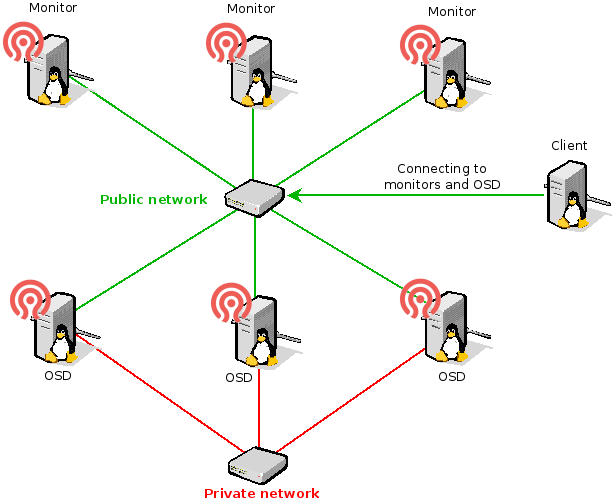 Monitor
Monitor
Monitor
Client
Connecting to
monitors and OSD
Public network
OSD
OSD
OSD
Private network